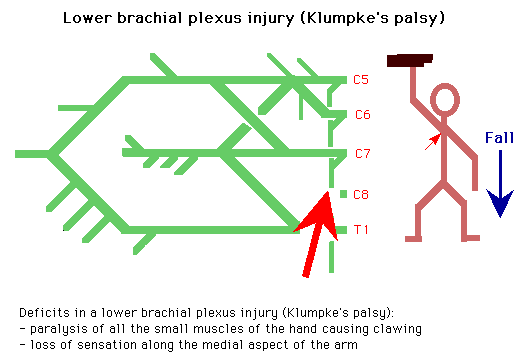 Lower brachial plexus injury (Klumpke's palsy)
C5
C6
C7
C8
T1
Fall
Deficits in a lower brachial plexus injury (Klumpke's palsy):
- paralysis of all the small muscles of the hand causing clawing
- loss of sensation along the medial aspect of the arm